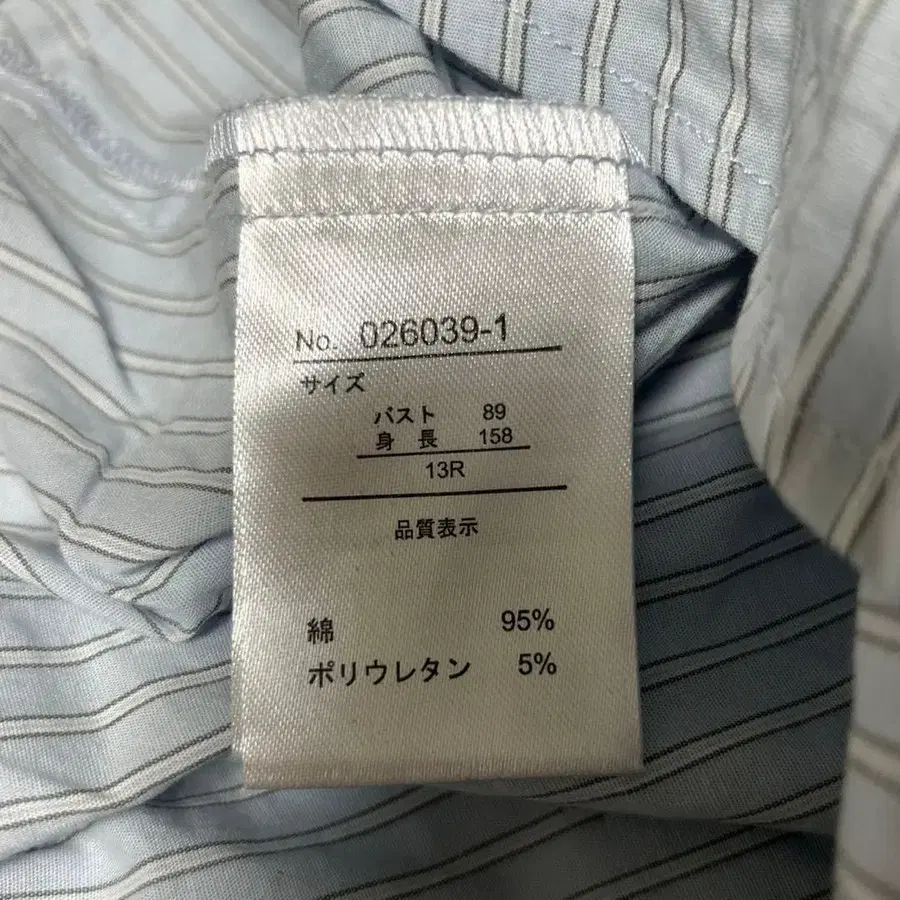 No. 026039-1
サイズ
バスト 89
身長 158
13R
品質表示
綿 95%
ポリウレタン 5%